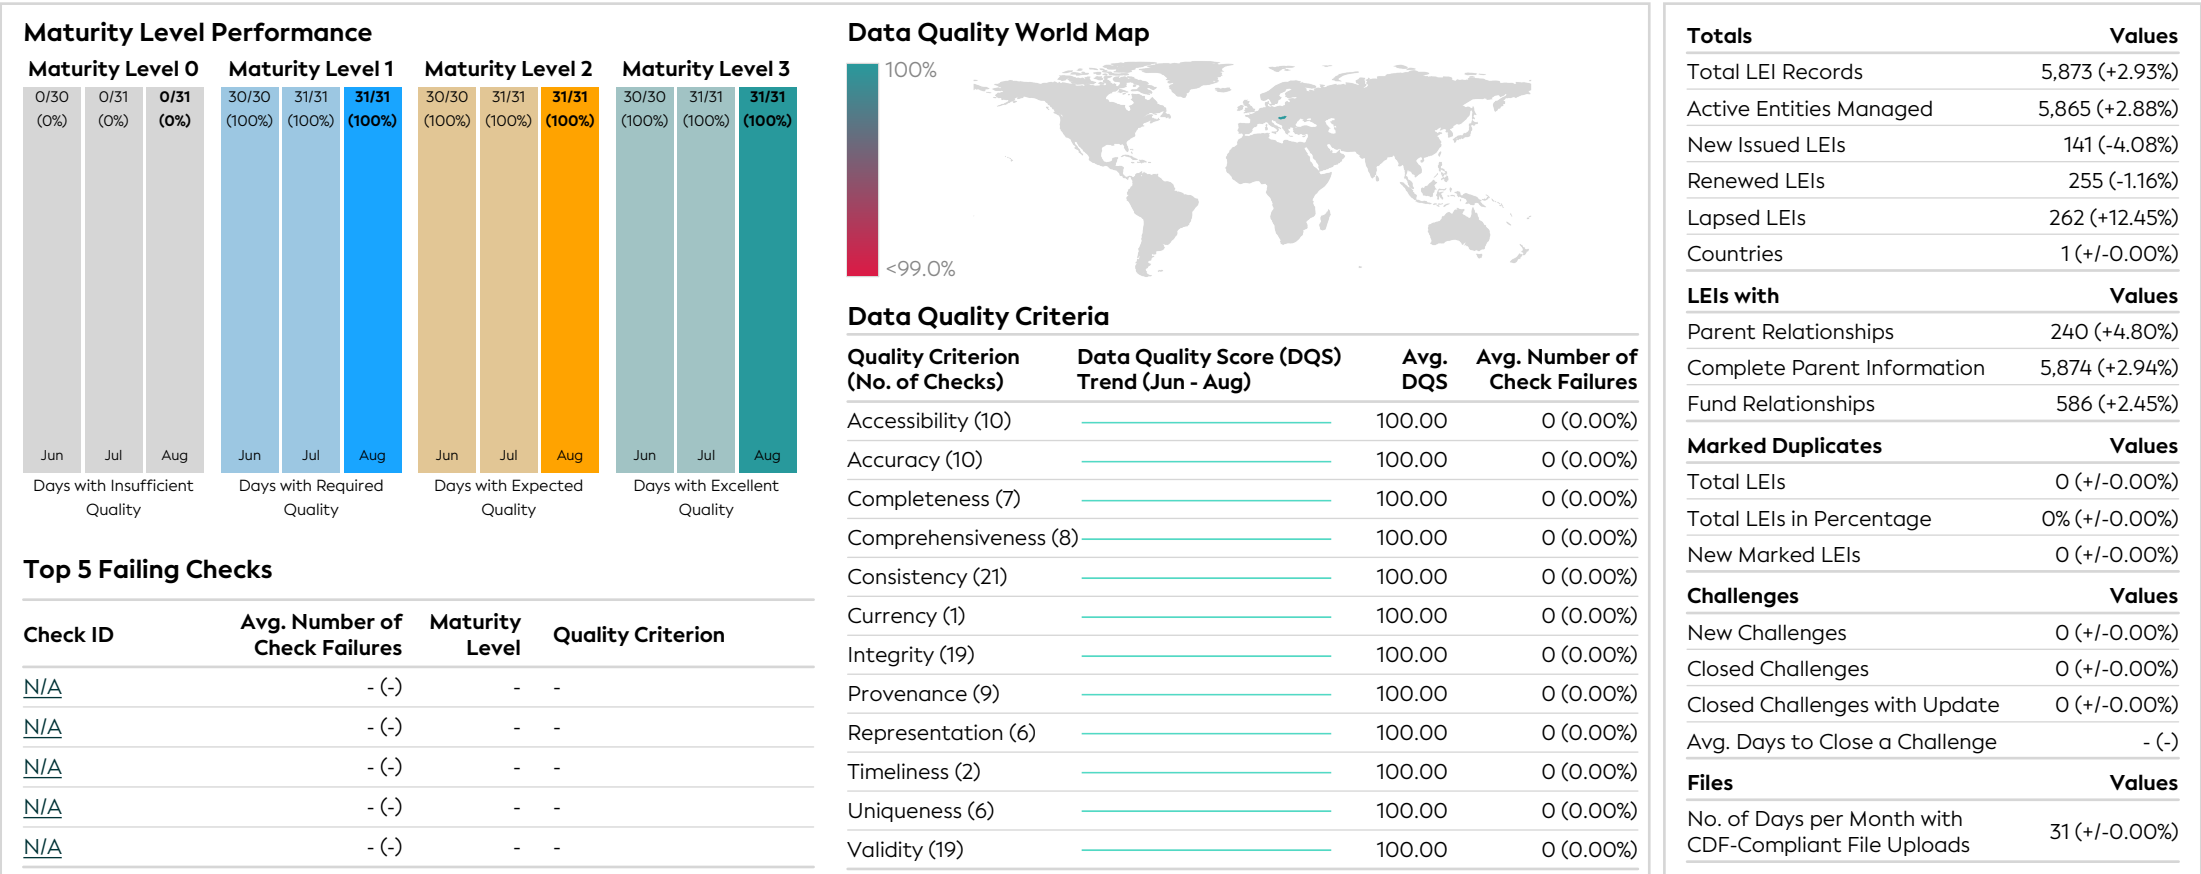 Maturity Level Performance
Maturity Level 0 Maturity Level 1 Maturity Level 2 Maturity Level 3
0/30 0/31 0/31 30/30 31/31 31/31 30/30 31/31 31/31 30/30 31/31 31/31
(0%) (0%) (0%) (100%) (100%) (100%) (100%) (100%) (100%) (100%) (100%) (100%)
Jun Jul Aug Jun Jul Aug Jun Jul Aug Jun Jul Aug
Days with Insufficient Days with Required Days with Expected Days with Excellent
Quality Quality Quality Quality
Top 5 Failing Checks
Check ID Avg. Number of Check Failures Maturity Level Quality Criterion
N/A - (-) - -
N/A - (-) - -
N/A - (-) - -
N/A - (-) - -
N/A - (-) - -
Data Quality World Map
100%
<99.0%
Data Quality Criteria
Quality Criterion Data Quality Score (DQS) Avg. Avg. Number of
(No. of Checks) Trend (Jun - Aug) DQS Check Failures
Accessibility (10) 100.00 0 (0.00%)
Accuracy (10) 100.00 0 (0.00%)
Completeness (7) 100.00 0 (0.00%)
Comprehensiveness (8) 100.00 0 (0.00%)
Consistency (21) 100.00 0 (0.00%)
Currency (1) 100.00 0 (0.00%)
Integrity (19) 100.00 0 (0.00%)
Provenance (9) 100.00 0 (0.00%)
Representation (6) 100.00 0 (0.00%)
Timeliness (2) 100.00 0 (0.00%)
Uniqueness (6) 100.00 0 (0.00%)
Validity (19) 100.00 0 (0.00%)
Totals Values
Total LEI Records 5,873 (+2.93%)
Active Entities Managed 5,865 (+2.88%)
New Issued LEIs 141 (-4.08%)
Renewed LEIs 255 (-1.16%)
Lapsed LEIs 262 (+12.45%)
Countries 1 (+/-0.00%)
LEIs with Values
Parent Relationships 240 (+4.80%)
Complete Parent Information 5,874 (+2.94%)
Fund Relationships 586 (+2.45%)
Marked Duplicates Values
Total LEIs 0 (+/-0.00%)
Total LEIs in Percentage 0% (+/-0.00%)
New Marked LEIs 0 (+/-0.00%)
Challenges Values
New Challenges 0 (+/-0.00%)
Closed Challenges 0 (+/-0.00%)
Closed Challenges with Update 0 (+/-0.00%)
Avg. Days to Close a Challenge - (-)
Files Values
No. of Days per Month with
CDF-Compliant File Uploads 31 (+/-0.00%)